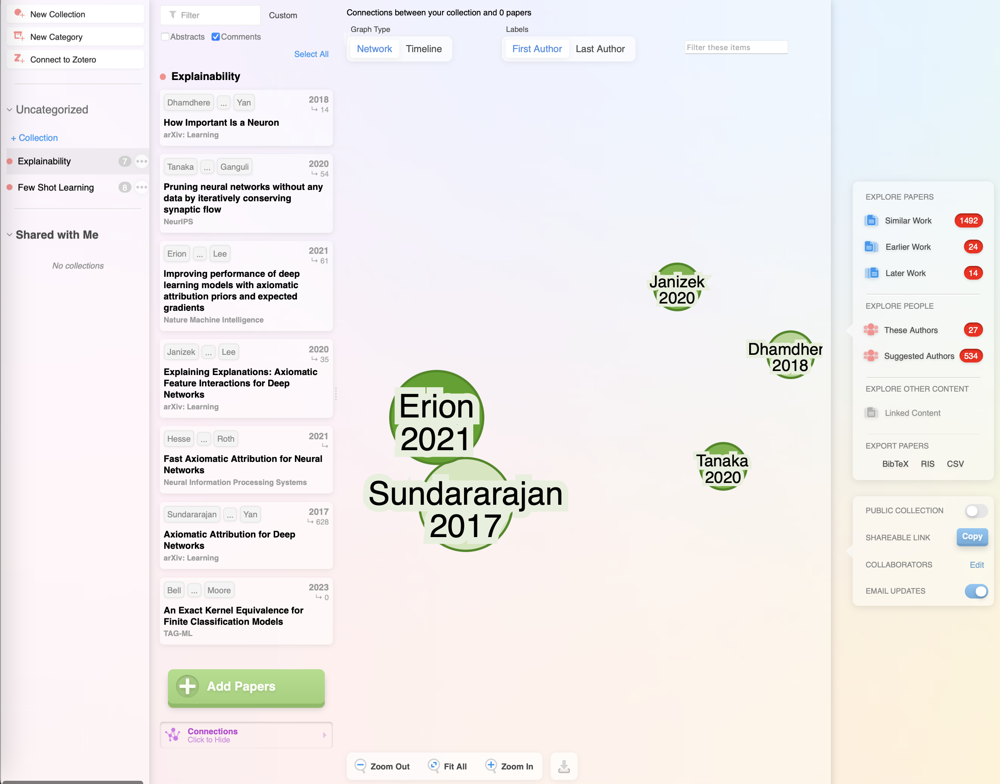 New Collection
New Category
Connect to Zotero
Uncategorized
+ Collection
Explainability 7
Few Shot Learning 8
Shared with Me
No collections
Filter
Custom
Abstracts Comments
Select All
Explainability
Dhamdhere ... Yan 2018
14
How Important Is a Neuron
arXiv: Learning
Tanaka ... Ganguli 2020
54
Pruning neural networks without any
data by iteratively conserving
synaptic flow
NeurIPS
Erion ... Lee 2021
61
Improving performance of deep
learning models with axiomatic
attribution priors and expected
gradients
Nature Machine Intelligence
Janizek ... Lee 2020
35
Explaining Explanations: Axiomatic
Feature Interactions for Deep
Networks
arXiv: Learning
Hesse ... Roth 2021
Fast Axiomatic Attribution for Neural
Networks
Neural Information Processing Systems
Sundararajan ... Yan 2017
628
Axiomatic Attribution for Deep
Networks
arXiv: Learning
Bell ... Moore 2023
0
An Exact Kernel Equivalence for
Finite Classification Models
TAG-ML
Add Papers
Connections
Click to Hide
Connections between your collection and 0 papers
Graph Type
Network Timeline
Labels
First Author Last Author
Filter these items
Janizek
2020
Dhamdher
2018
Erion
2021
Tanaka
2020
Sundararajan
2017
Zoom Out
Fit All
Zoom In
EXPLORE PAPERS
Similar Work 1492
Earlier Work 24
Later Work 14
EXPLORE PEOPLE
These Authors 27
Suggested Authors 534
EXPLORE OTHER CONTENT
Linked Content
EXPORT PAPERS
BibTeX RIS CSV
PUBLIC COLLECTION
SHAREABLE LINK Copy
COLLABORATORS Edit
EMAIL UPDATES